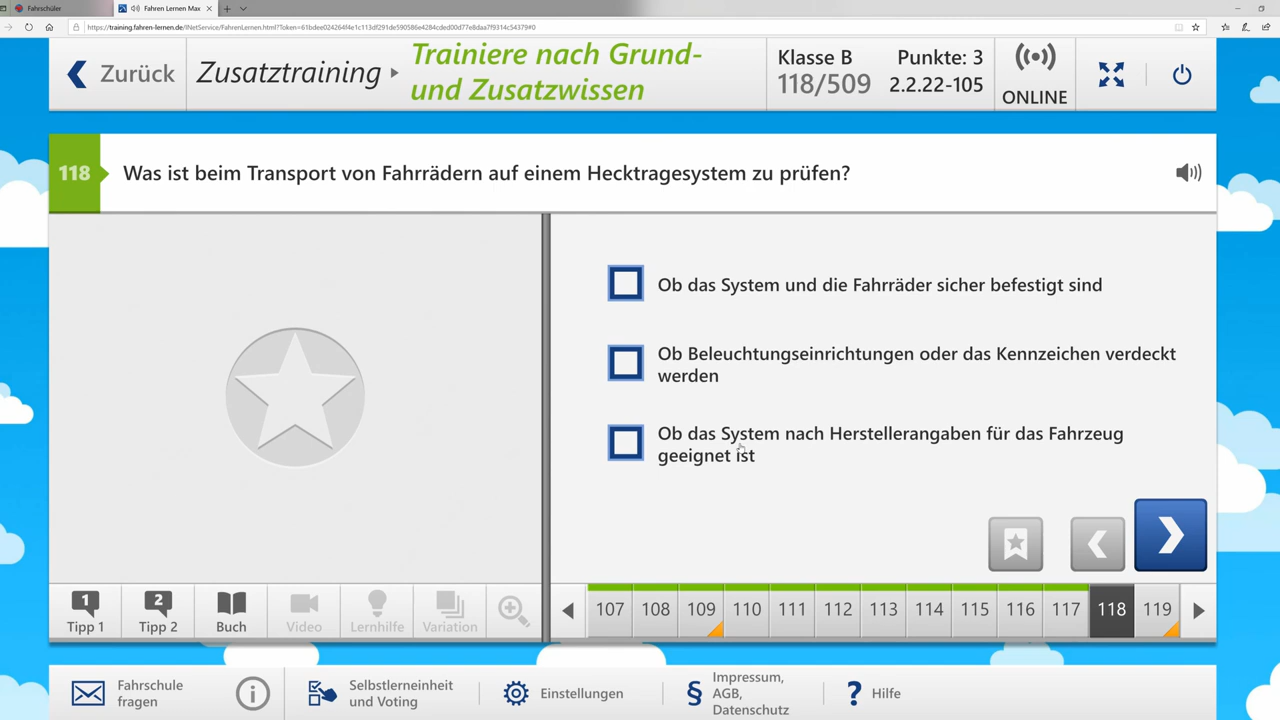 Fahrschüler
Fahren Lernen Max
https://training.fahren-lernen.de/INetService/FahrenLernen.html?Token=61bdee024264f4e1c113df291de590586e4284cded00d77e8daa7f9314c54379#0
Zurück
Zusatztraining
Trainiere nach Grund-
und Zusatzwissen
Klasse B
118/509
Punkte: 3
2.2.22-105
ONLINE
118
Was ist beim Transport von Fahrrädern auf einem Hecktragesystem zu prüfen?
Ob das System und die Fahrräder sicher befestigt sind
Ob Beleuchtungseinrichtungen oder das Kennzeichen verdeckt
werden
Ob das System nach Herstellerangaben für das Fahrzeug
geeignet ist
1
Tipp 1
2
Tipp 2
Buch
Video
Lernhilfe
Variation
107 108 109 110 111 112 113 114 115 116 117 118 119
Fahrschule
fragen
Selbstlerneinheit
und Voting
Einstellungen
§
Impressum,
AGB,
Datenschutz
?
Hilfe